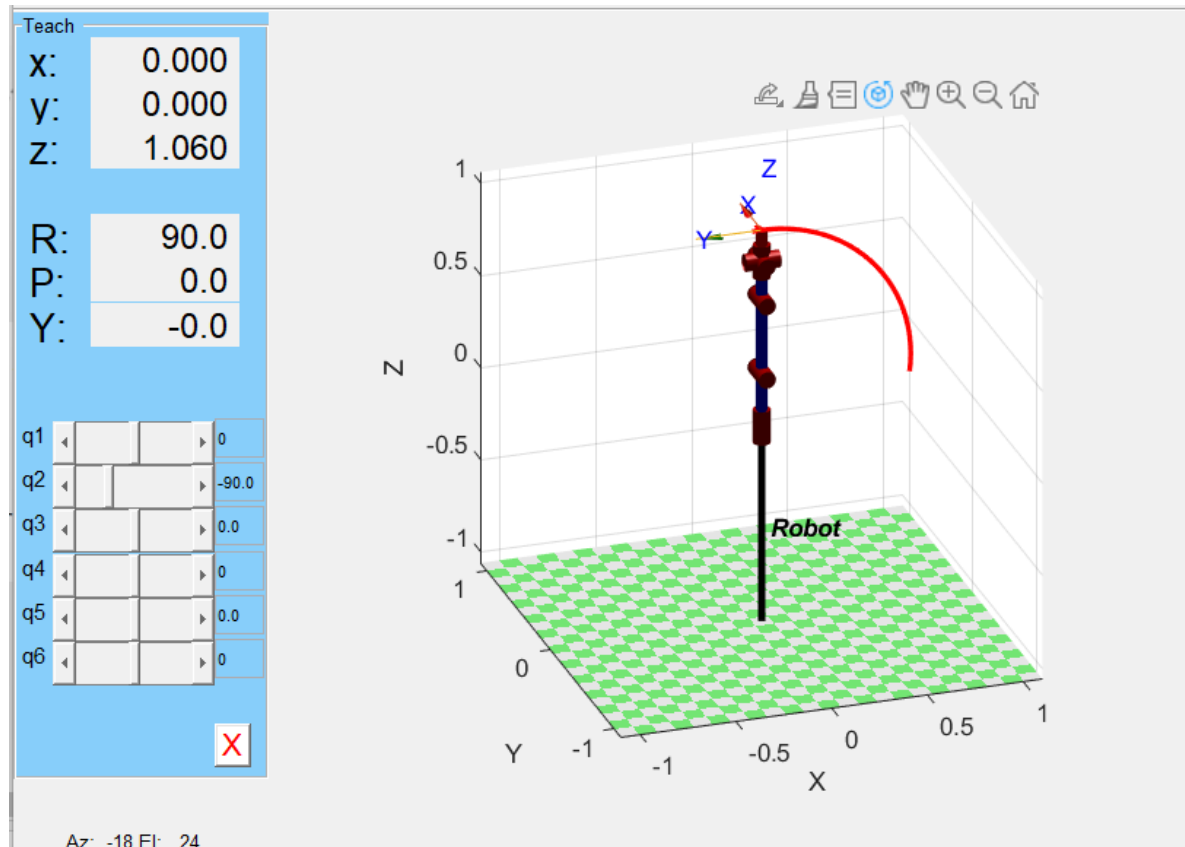 Teach
x: 0.000
y: 0.000
z: 1.060
R: 90.0
P: 0.0
Y: -0.0
q1 0
q2 -90.0
q3 0.0
q4 0
q5 0.0
q6 0
X
Az: -18 El: 24
Z
X
Y
1
0.5
0
-0.5
-1
Z
Robot
1
0
-1
Y
-1
-0.5
0
0.5
1
X